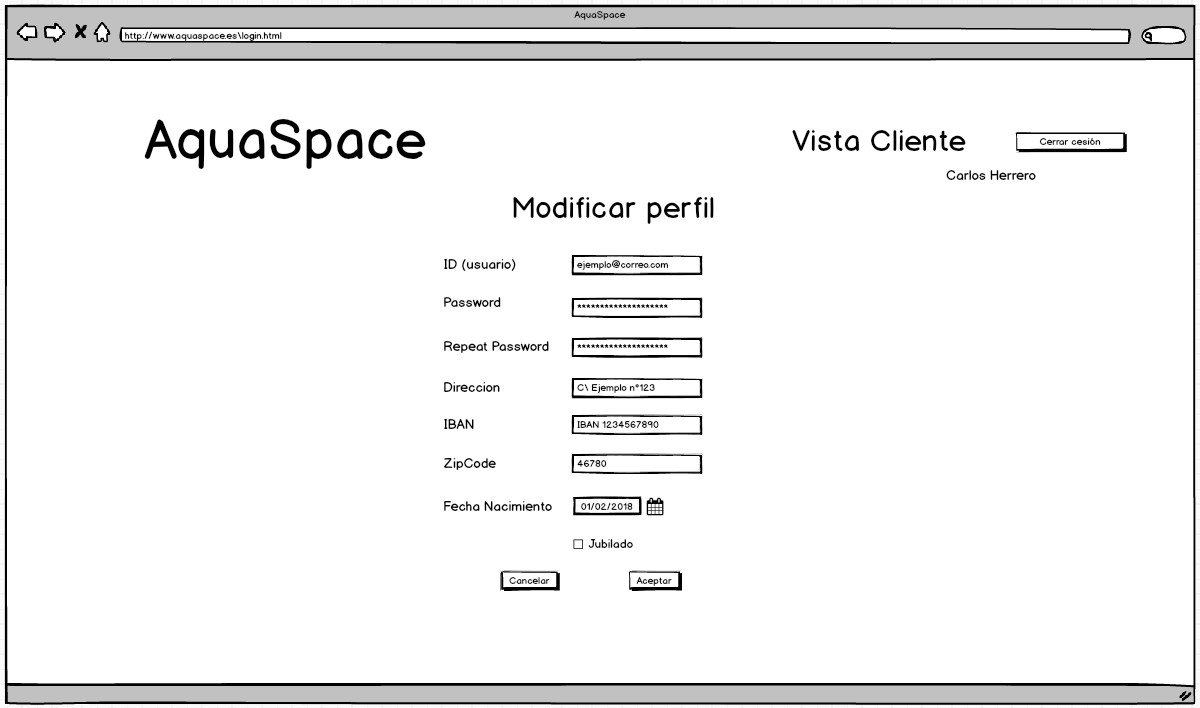 AquaSpace
http://www.aquaspace.es\login.html
AquaSpace
Vista Cliente
Cerrar cesión
Carlos Herrero
Modificar perfil
ID (usuario)
ejemplo@correo.com
Password
********************
Repeat Password
********************
Direccion
C\ Ejemplo nº123
IBAN
IBAN 1234567890
ZipCode
46780
Fecha Nacimiento
01/02/2018
Jubilado
Cancelar
Aceptar